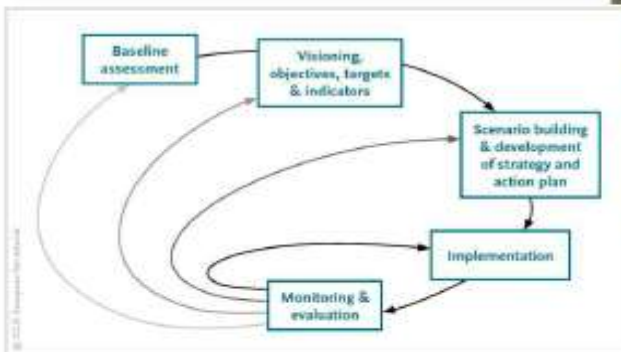 Baseline
assessment
Visioning,
objectives, targets
& indicators
Scenario building
& development
of strategy and
action plan
Implementation
Monitoring &
evaluation